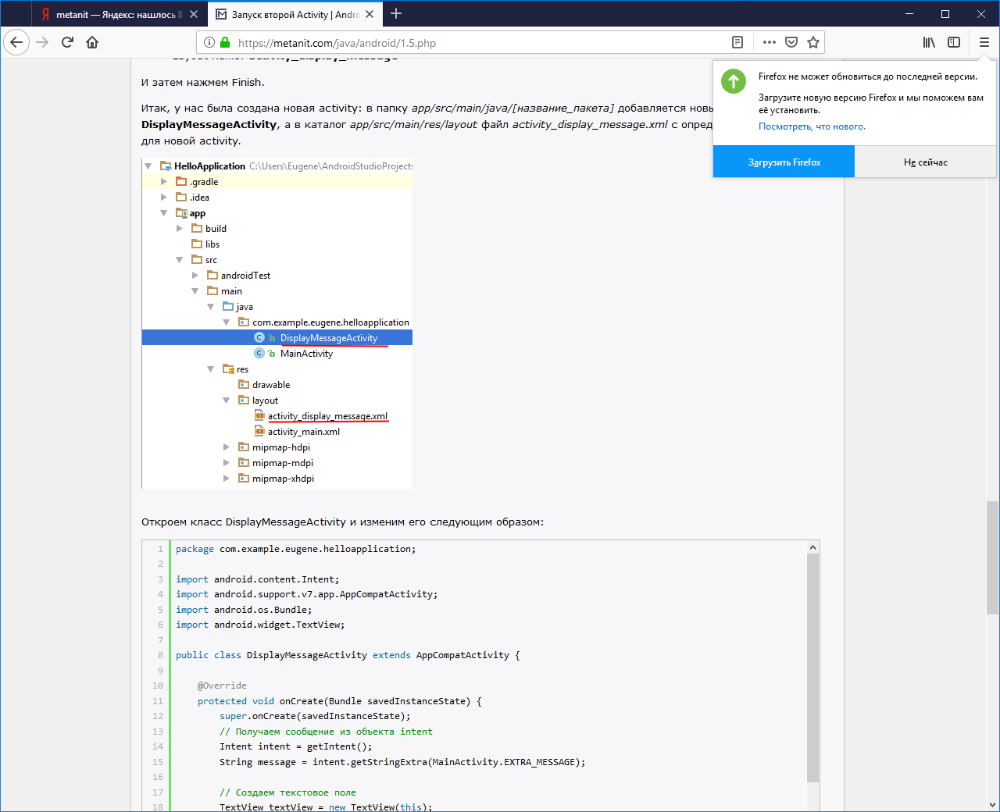 metanit — Яндекс: нашлось 8
Запуск второй Activity | Andro
https://metanit.com/java/android/1.5.php
Firefox не может обновиться до последней версии.
Загрузите новую версию Firefox и мы поможем вам
её установить.
Посмотреть, что нового.
Загрузить Firefox
Не сейчас
И затем нажмем Finish.
Итак, у нас была создана новая activity: в папку app/src/main/java/[название_пакета] добавляется новы
DisplayMessageActivity, а в каталог app/src/main/res/layout файл activity_display_message.xml с опред
для новой activity.
HelloApplication C:\Users\Eugene\AndroidStudioProjects
.gradle
.idea
app
build
libs
src
androidTest
main
java
com.example.eugene.helloapplication
DisplayMessageActivity
MainActivity
res
drawable
layout
activity_display_message.xml
activity_main.xml
mipmap-hdpi
mipmap-mdpi
mipmap-xhdpi
Откроем класс DisplayMessageActivity и изменим его следующим образом:
1 package com.example.eugene.helloapplication;
2
3 import android.content.Intent;
4 import android.support.v7.app.AppCompatActivity;
5 import android.os.Bundle;
6 import android.widget.TextView;
7
8 public class DisplayMessageActivity extends AppCompatActivity {
9
10 @Override
11 protected void onCreate(Bundle savedInstanceState) {
12 super.onCreate(savedInstanceState);
13 // Получаем сообщение из объекта intent
14 Intent intent = getIntent();
15 String message = intent.getStringExtra(MainActivity.EXTRA_MESSAGE);
16
17 // Создаем текстовое поле
18 TextView textView = new TextView(this);